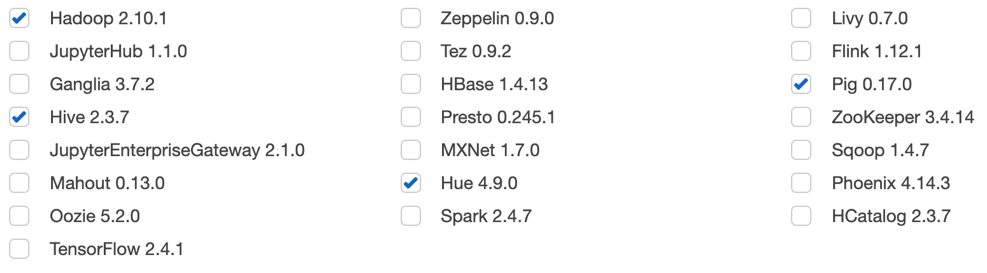 Hadoop 2.10.1
Zeppelin 0.9.0
Livy 0.7.0
JupyterHub 1.1.0
Tez 0.9.2
Flink 1.12.1
Ganglia 3.7.2
HBase 1.4.13
Pig 0.17.0
Hive 2.3.7
Presto 0.245.1
ZooKeeper 3.4.14
JupyterEnterpriseGateway 2.1.0
MXNet 1.7.0
Sqoop 1.4.7
Mahout 0.13.0
Hue 4.9.0
Phoenix 4.14.3
Oozie 5.2.0
Spark 2.4.7
HCatalog 2.3.7
TensorFlow 2.4.1